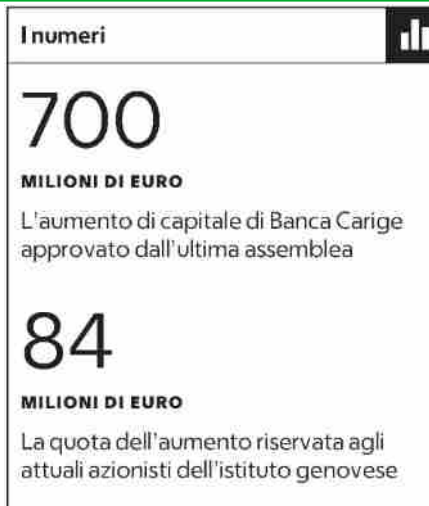 I numeri
700
MILIONI DI EURO
L'aumento di capitale di Banca Carige
approvato dall'ultima assemblea
84
MILIONI DI EURO
La quota dell'aumento riservata agli
attuali azionisti dell'istituto genovese